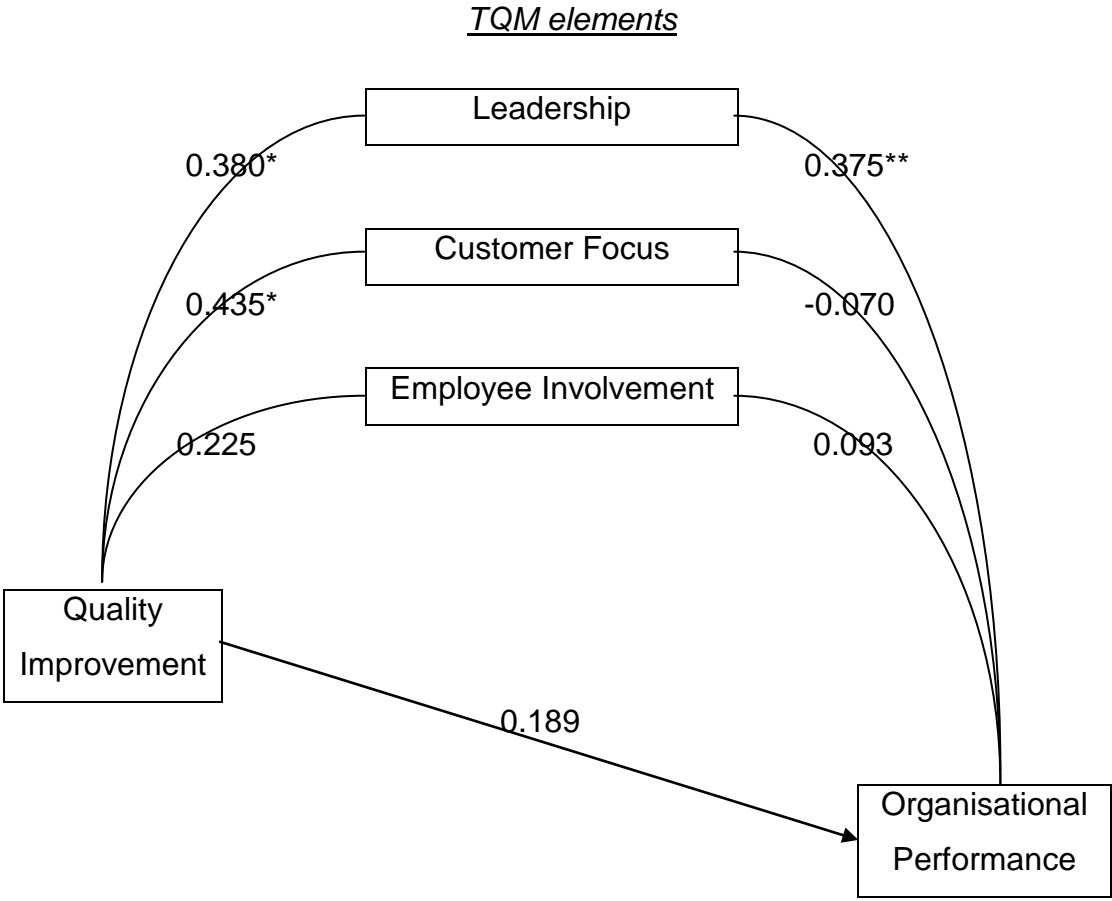 TQM elements
Leadership
0.380*
0.375**
Customer Focus
0.435*
-0.070
Employee Involvement
0.225
0.093
Quality
Improvement
0.189
Organisational
Performance